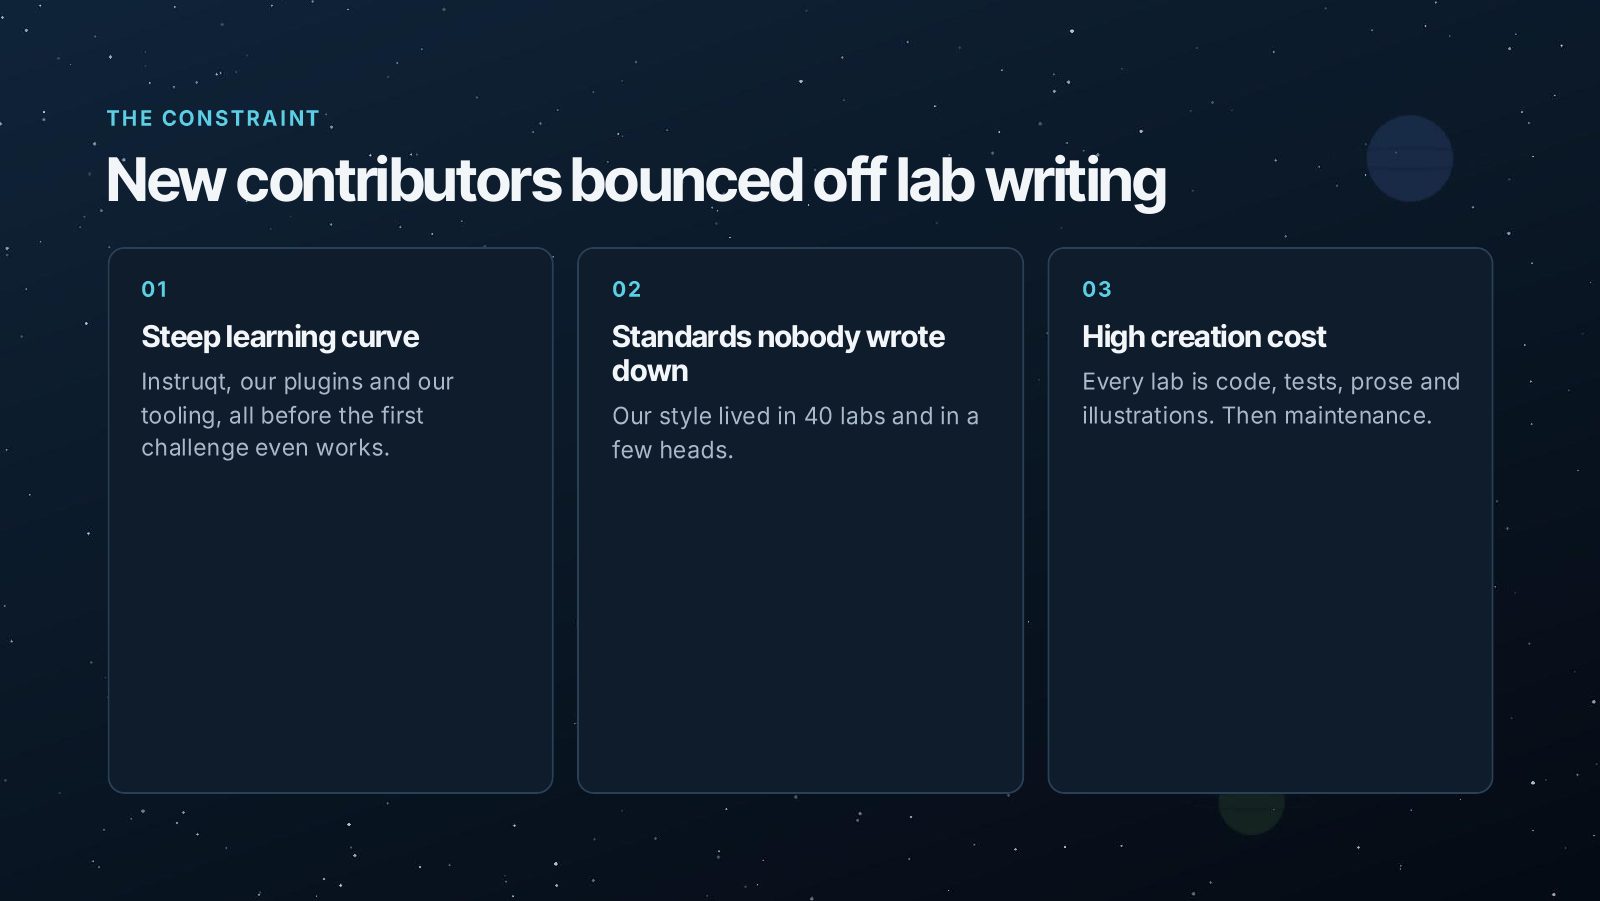 THE CONSTRAINT
New contributors bounced off lab writing
01
Steep learning curve
Instruqt, our plugins and our
tooling, all before the first
challenge even works.
02
Standards nobody wrote
down
Our style lived in 40 labs and in a
few heads.
03
High creation cost
Every lab is code, tests, prose and
illustrations. Then maintenance.